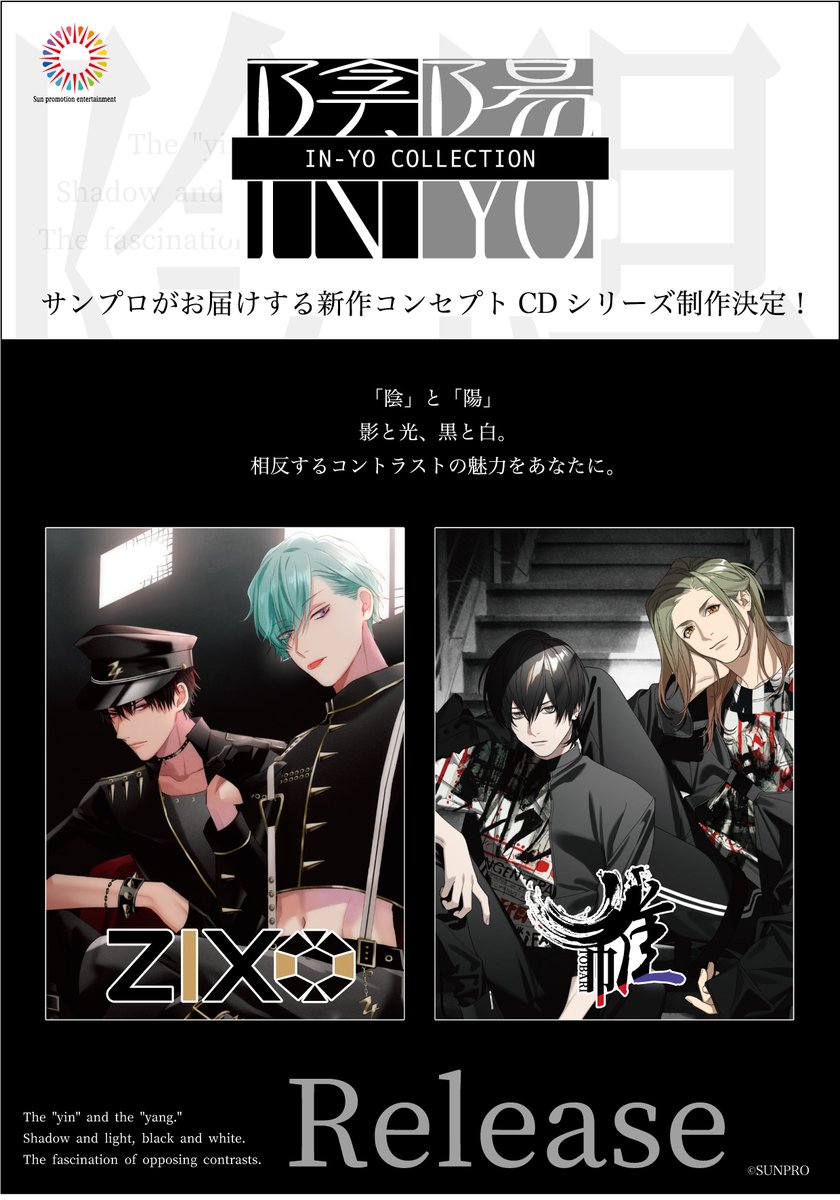 Sun promotion entertainment
The "yi
Shadow and
The fascination
陰陽
IN-YO COLLECTION
IN YO
サンプロがお届けする新作コンセプト CD シリーズ制作決定！
「陰」と「陽」
影と光、黒と白。
相反するコントラストの魅力をあなたに。
ZIXO
帷
TOBARI
The "yin" and the "yang."
Shadow and light, black and white.
The fascination of opposing contrasts.
Release
©SUNPRO